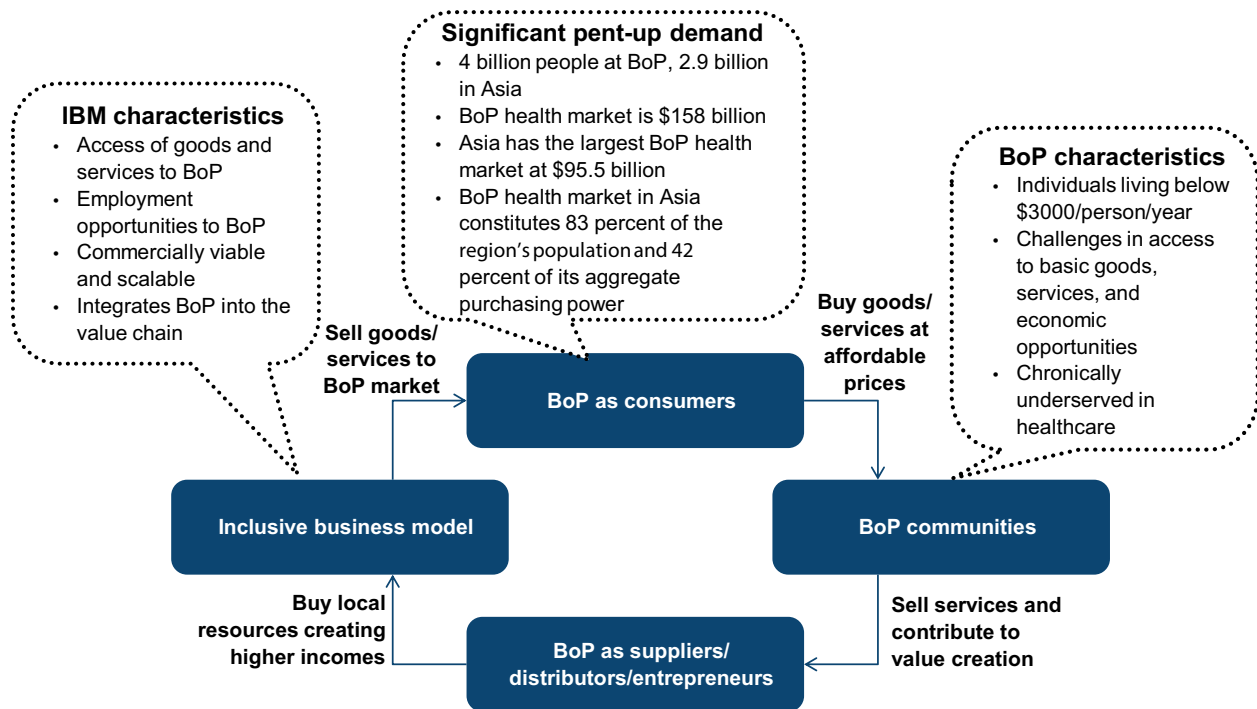 Significant pent-up demand
• 4 billion people at BoP, 2.9 billion
in Asia
• BoP health market is $158 billion
• Asia has the largest BoP health
market at $95.5 billion
• BoP health market in Asia
constitutes 83 percent of the
region's population and 42
percent of its aggregate
purchasing power
IBM characteristics
• Access of goods and
services to BoP
• Employment
opportunities to BoP
• Commercially viable
and scalable
• Integrates BoP into the
value chain
BoP characteristics
• Individuals living below
$3000/person/year
• Challenges in access
to basic goods,
services, and
economic
opportunities
• Chronically
underserved in
healthcare
Sell goods/
services to
BoP market
BoP as consumers
Buy goods/
services at
affordable
prices
Inclusive business model
BoP communities
Buy local
resources creating
higher incomes
BoP as suppliers/
distributors/entrepreneurs
Sell services and
contribute to
value creation